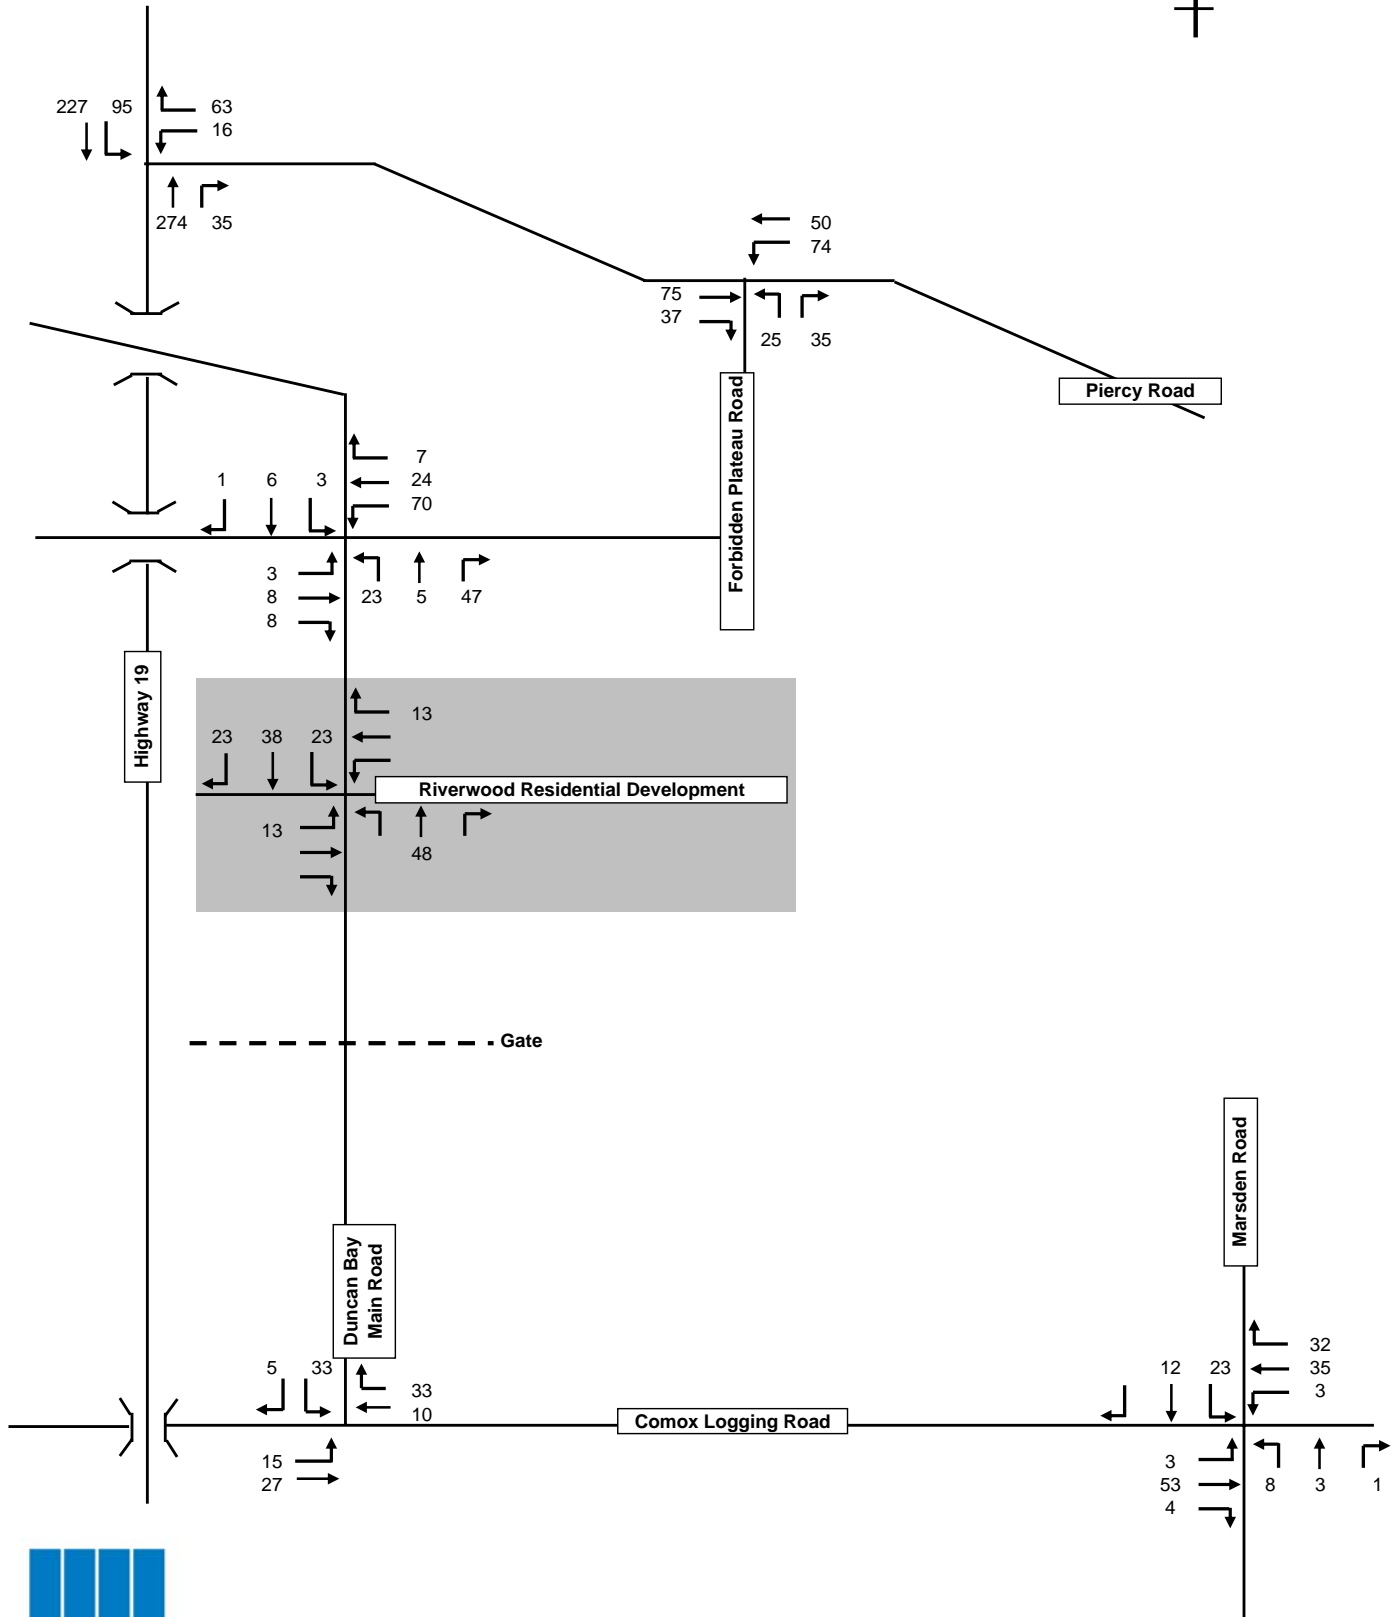 227 95 63
16
274 35
50
74
75
37
25 35
Piercy Road
Forbidden Plateau Road
7
1 6 3 24
70
3
8 23 5 47
8
Highway 19
13
23 38 23
Riverwood Residential Development
13
48
Gate
Marsden Road
Duncan Bay
Main Road
5 33
33
10
Comox Logging Road
15
27
32
12 23 35
3
3
53 8 3 1
4